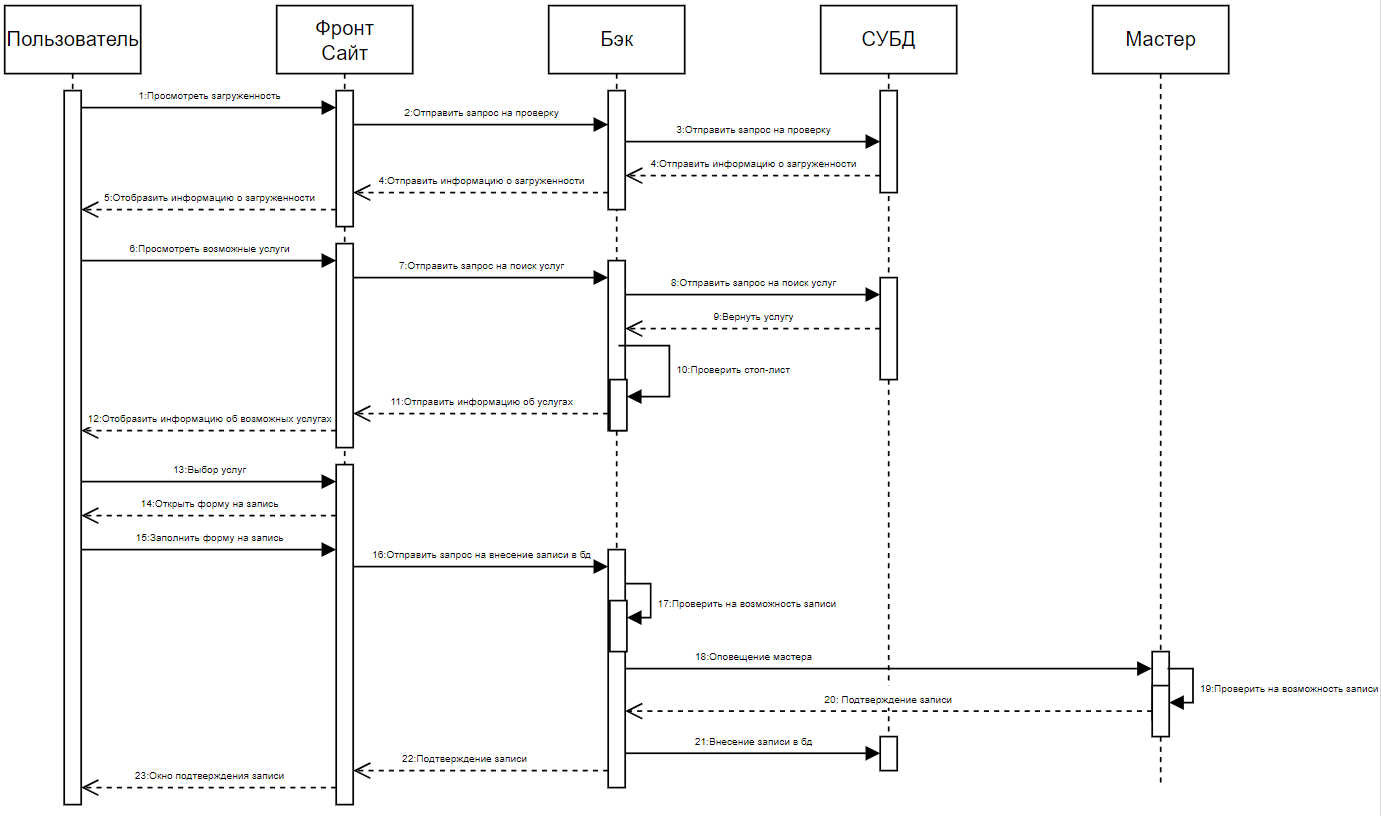 Пользователь
Фронт
Сайт
Бэк
СУБД
Мастер
1:Просмотреть загруженность
2:Отправить запрос на проверку
3:Отправить запрос на проверку
4:Отправить информацию о загруженности
4:Отправить информацию о загруженности
5:Отобразить информацию о загруженности
6:Просмотреть возможные услуги
7:Отправить запрос на поиск услуг
8:Отправить запрос на поиск услуг
9:Вернуть услугу
10:Проверить стоп-лист
11:Отправить информацию об услугах
12:Отобразить информацию об возможных услугах
13:Выбор услуг
14:Открыть форму на запись
15:Заполнить форму на запись
16:Отправить запрос на внесение записи в бд
17:Проверить на возможность записи
18:Оповещение мастера
19:Проверить на возможность записи
20: Подтверждение записи
21:Внесение записи в бд
22:Подтверждение записи
23:Окно подтверждения записи